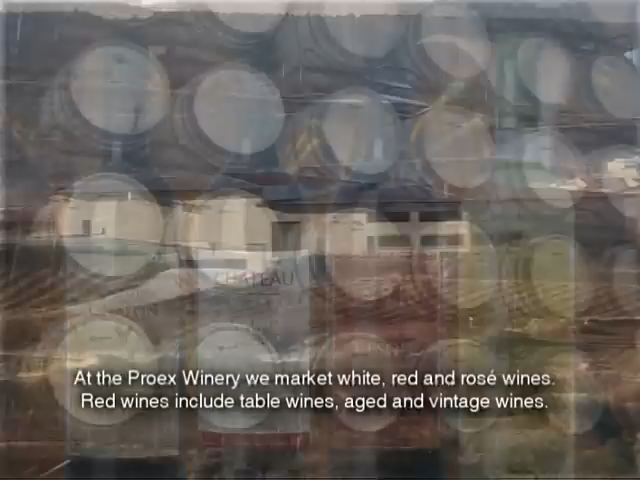 CHATEAU
At the Proex Winery we market white, red and rosé wines.
Red wines include table wines, aged and vintage wines.